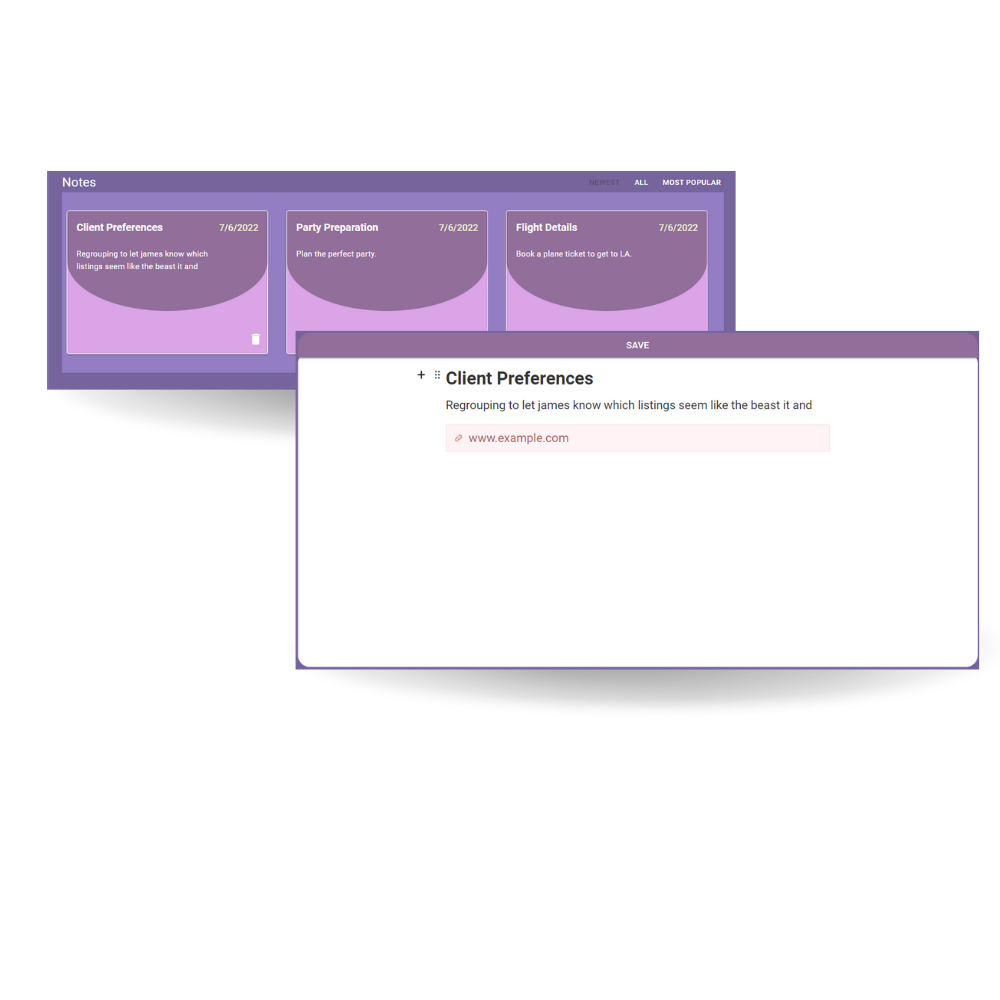 Notes
NEWEST ALL MOST POPULAR
Client Preferences 7/6/2022
Regrouping to let james know which
listings seem like the beast it and
Party Preparation 7/6/2022
Plan the perfect party.
Flight Details 7/6/2022
Book a plane ticket to get to LA.
SAVE
Client Preferences
Regrouping to let james know which listings seem like the beast it and
www.example.com